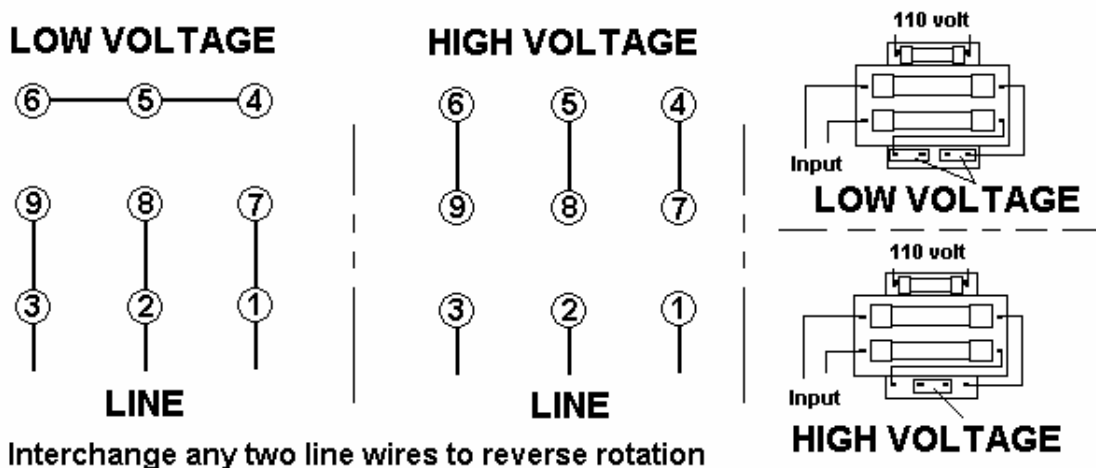 LOW VOLTAGE
6 5 4
9 8 7
3 2 1
LINE
HIGH VOLTAGE
6 5 4
9 8 7
3 2 1
LINE
Interchange any two line wires to reverse rotation
110 volt
Input
LOW VOLTAGE
110 volt
Input
HIGH VOLTAGE